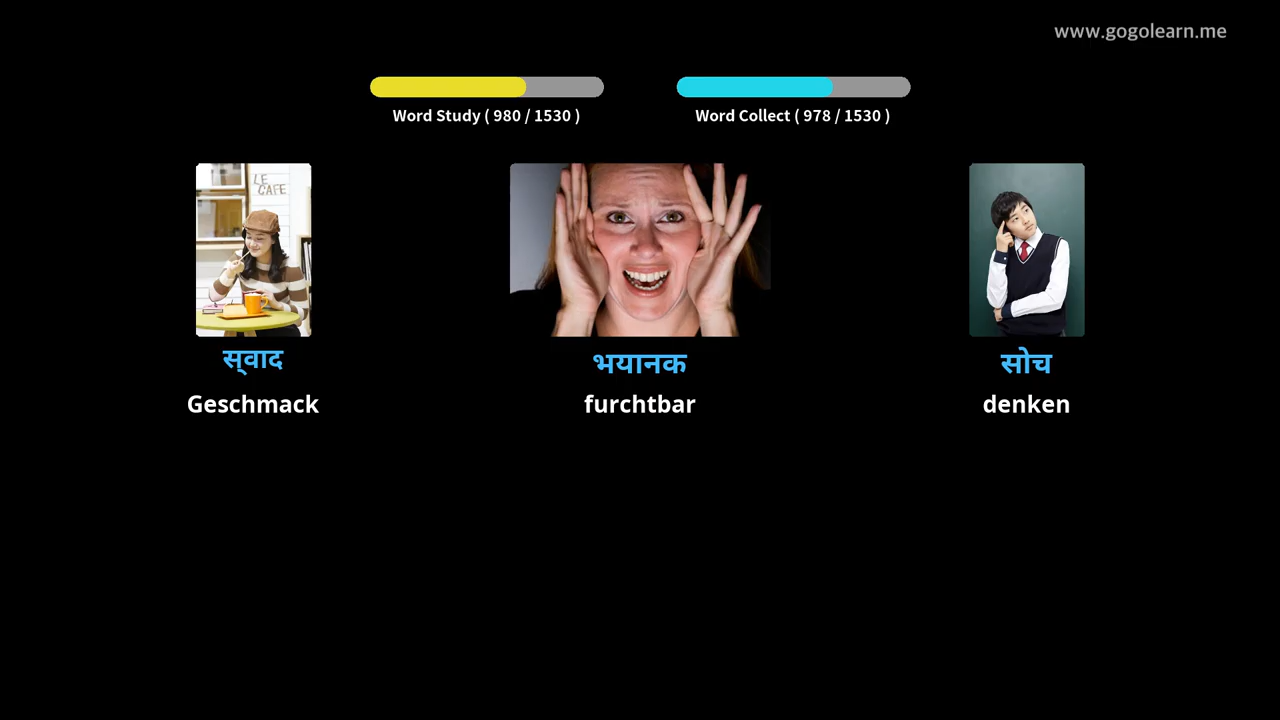 www.gogolearn.me
Word Study ( 980 / 1530 )
Word Collect ( 978 / 1530 )
LE
CAFE
स्‌वाद
भयानक
सोच
Geschmack
furchtbar
denken